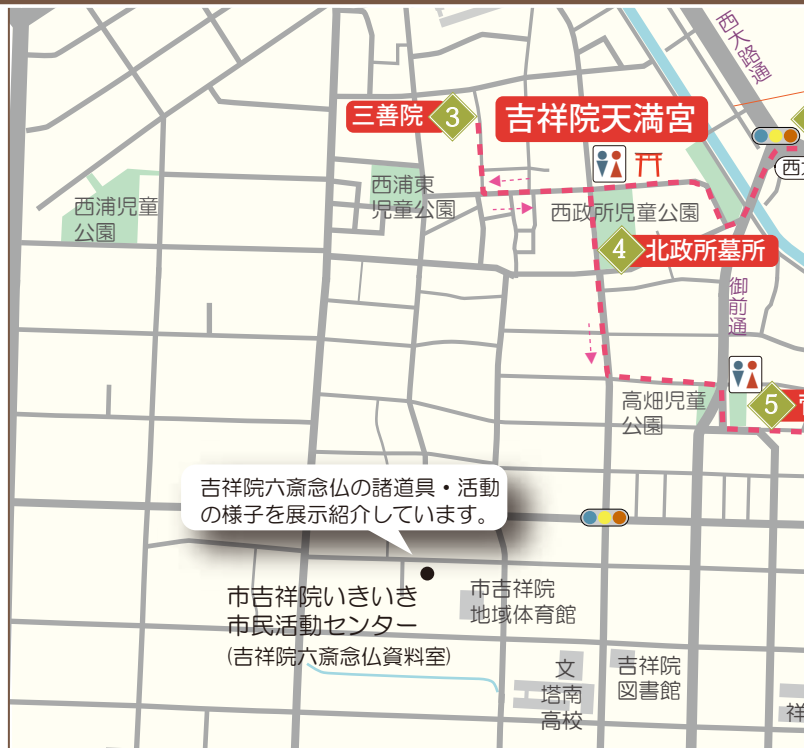 西大路通
三善院
3
吉祥院天満宮
西大
西浦東
児童公園
西浦児童
公園
西政所児童公園
4
北政所墓所
御前通
高畑児童
公園
5
吉祥院六斎念仏の諸道具・活動
の様子を展示紹介しています。
市吉祥院いきいき
市民活動センター
(吉祥院六斎念仏資料室)
市吉祥院
地域体育館
文
塔南
高校
吉祥院
図書館
祥